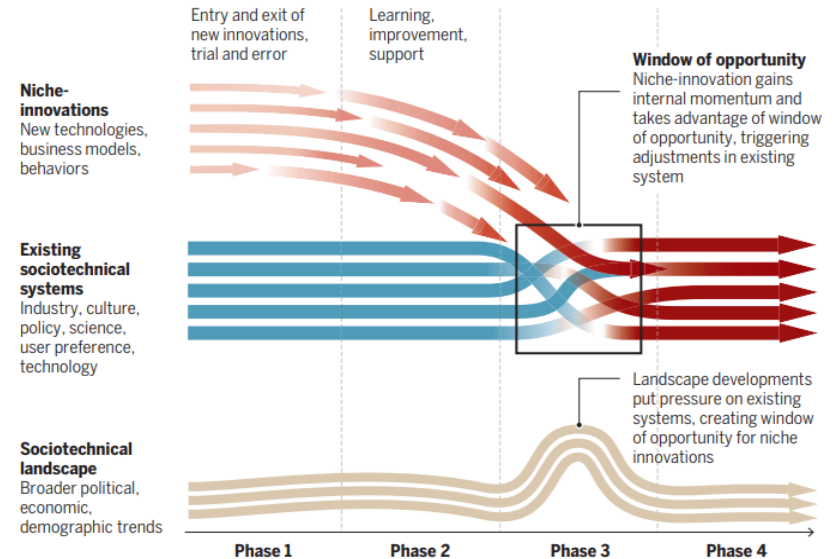 Entry and exit of
new innovations,
trial and error
Learning,
improvement,
support
Window of opportunity
Niche-innovation gains
internal momentum and
takes advantage of window
of opportunity, triggering
adjustments in existing
system
Niche-
innovations
New technologies,
business models,
behaviors
Existing
sociotechnical
systems
Industry, culture,
policy, science,
user preference,
technology
Landscape developments
put pressure on existing
systems, creating window
of opportunity for niche
innovations
Sociotechnical
landscape
Broader political,
economic,
demographic trends
Phase 1
Phase 2
Phase 3
Phase 4